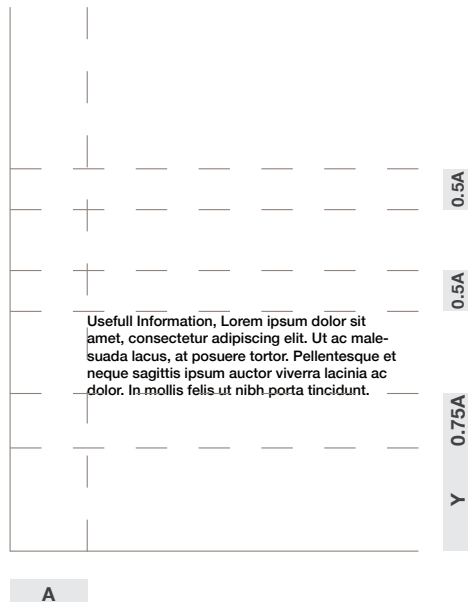 0.5A
0.5A
Usefull Information, Lorem ipsum dolor sit
amet, consectetur adipiscing elit. Ut ac male-
suada lacus, at posuere tortor. Pellentesque et
neque sagittis ipsum auctor viverra lacinia ac
dolor. In mollis felis ut nibh porta tincidunt.
0.75A
Y
A